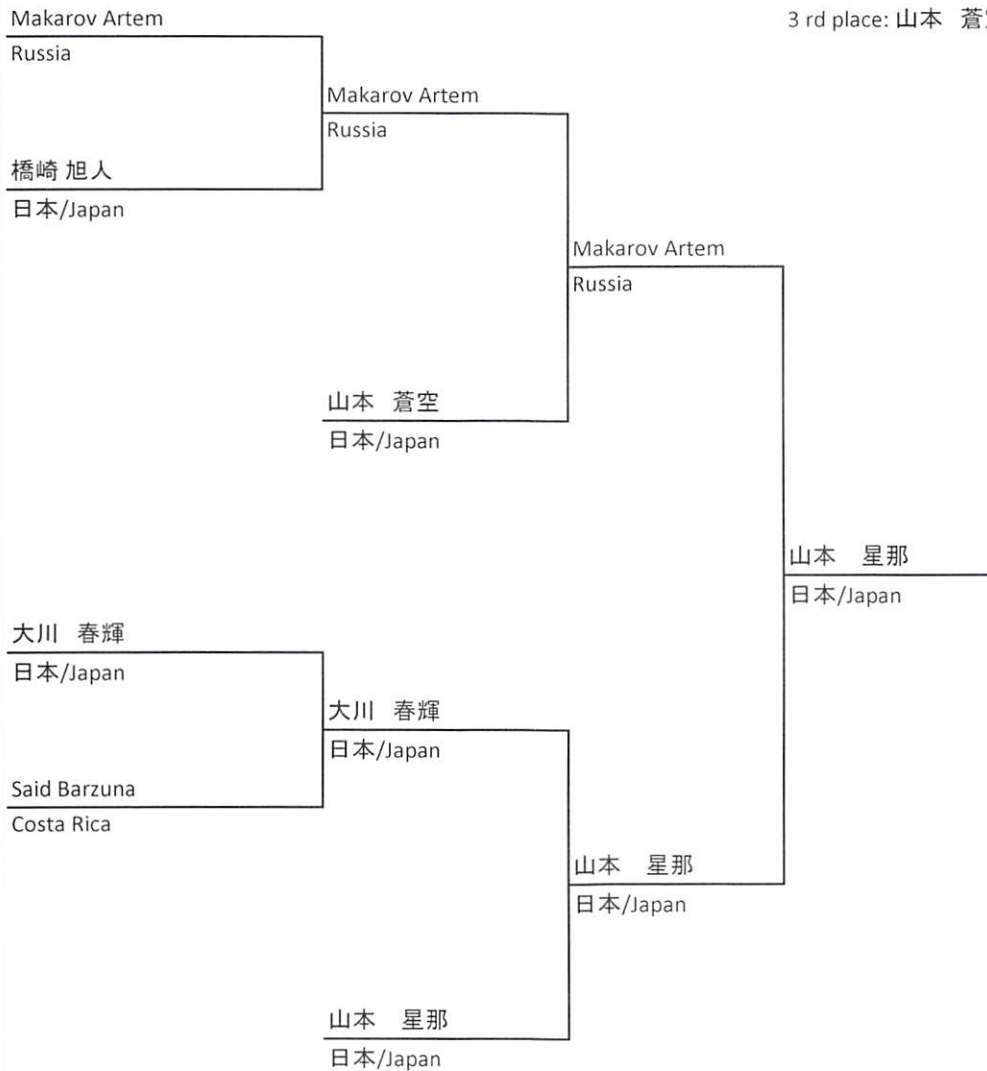 Makarov Artem
3 rd place: 山本 蒼
Russia
Makarov Artem
Russia
橋崎 旭人
日本/Japan
Makarov Artem
Russia
山本 蒼空
日本/Japan
山本 星那
日本/Japan
大川 春輝
日本/Japan
大川 春輝
日本/Japan
Said Barzuna
Costa Rica
山本 星那
日本/Japan
山本 星那
日本/Japan